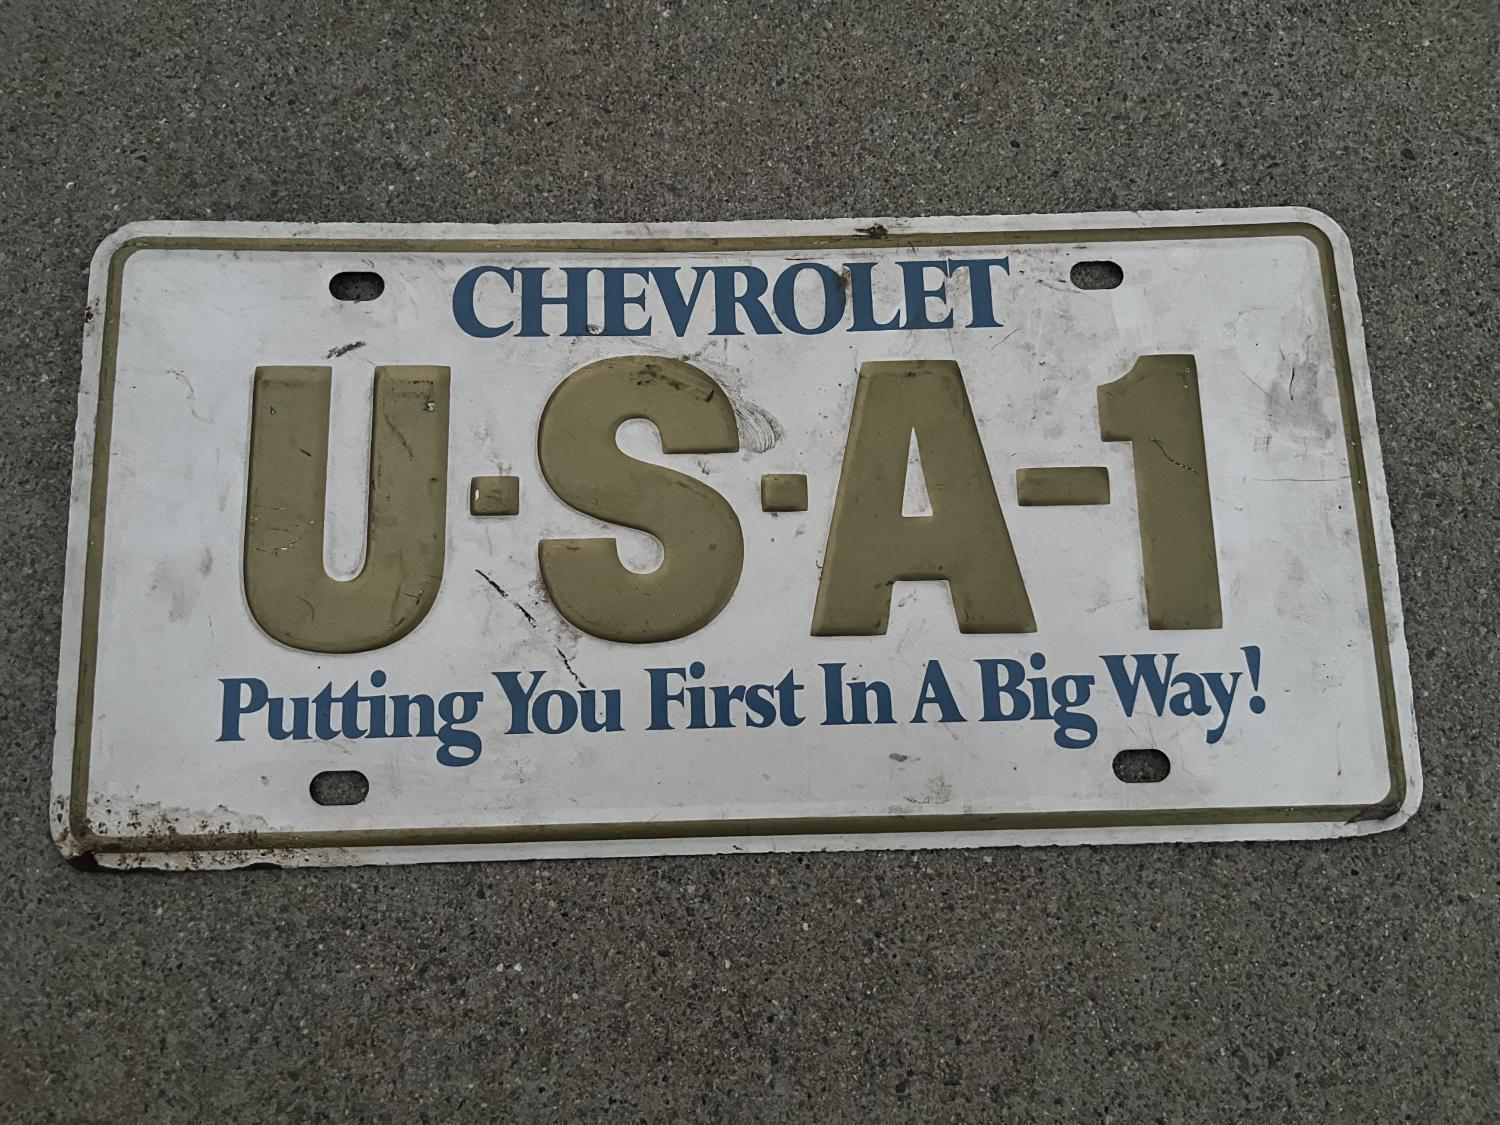 CHEVROLET
U·S·A-1
Putting You First In A Big Way!